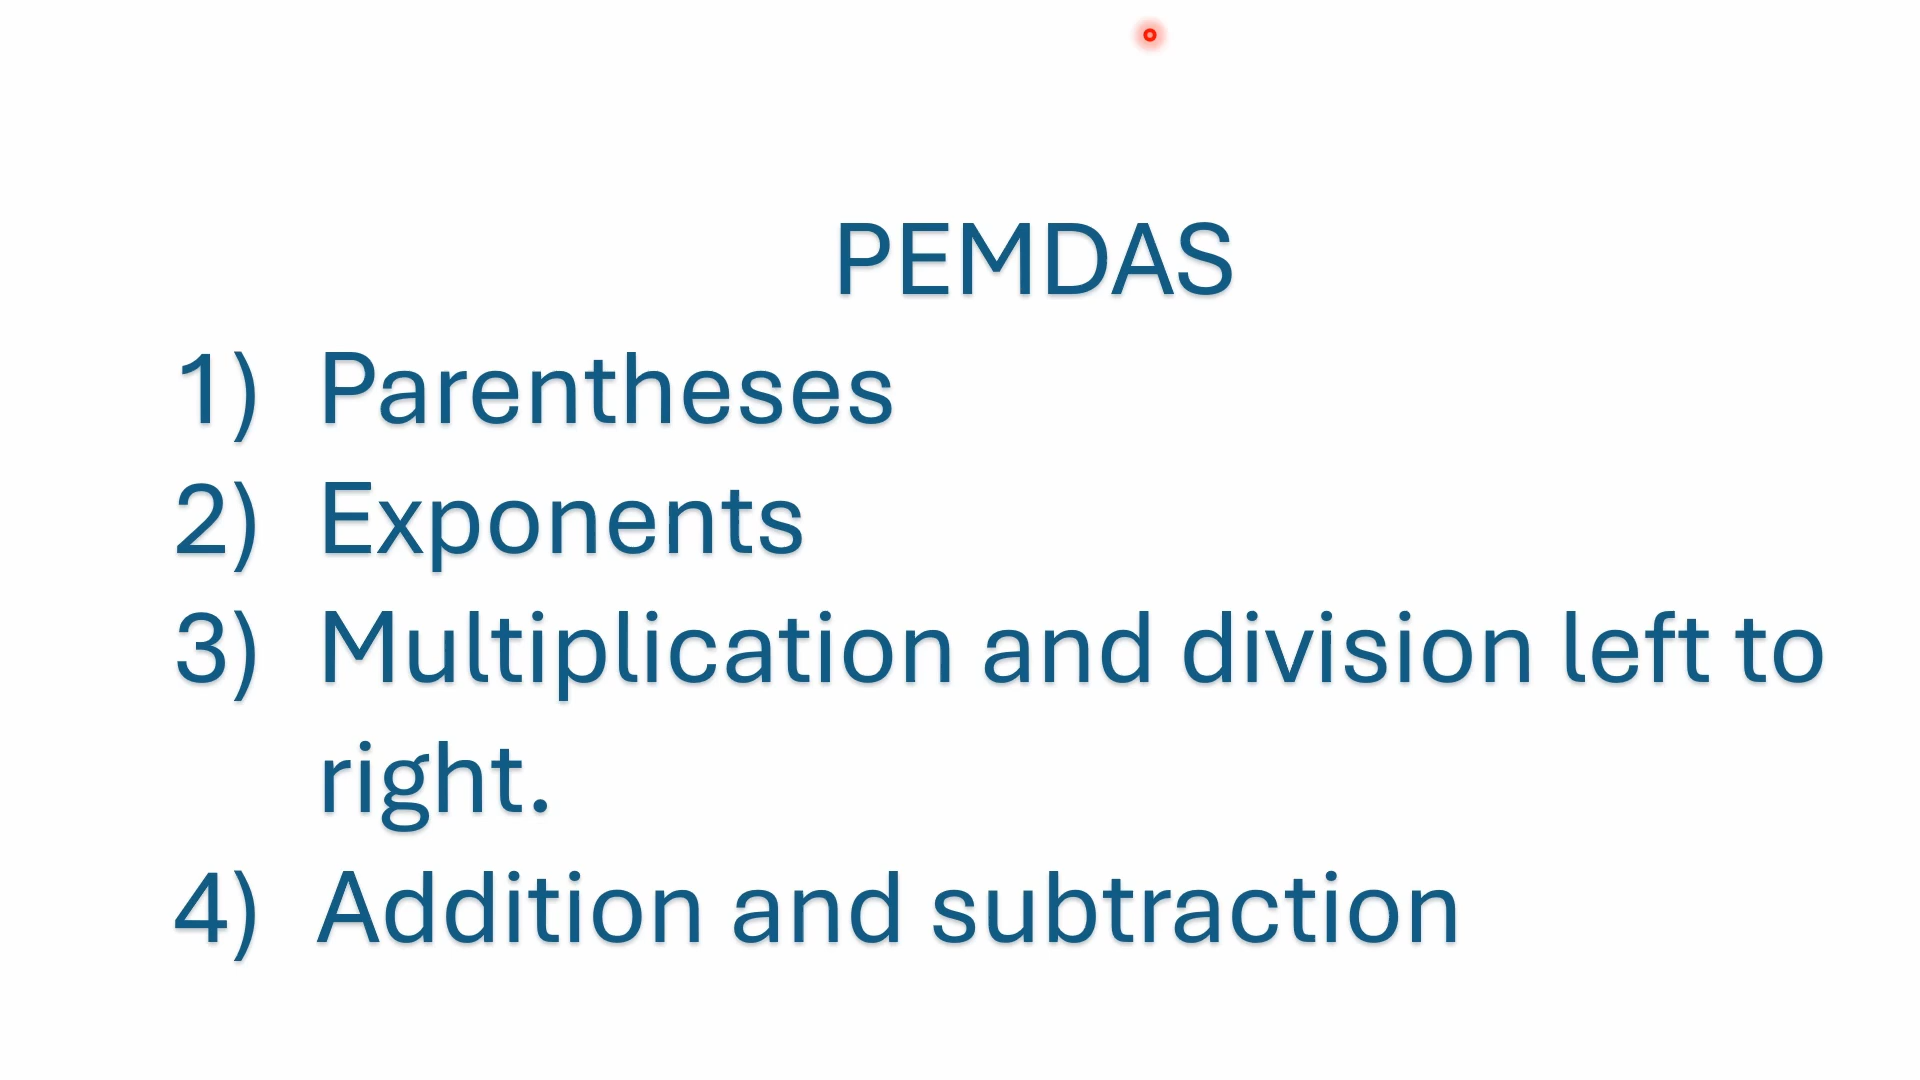 PEMDAS
1) Parentheses
2) Exponents
3) Multiplication and division left to
right.
4) Addition and subtraction